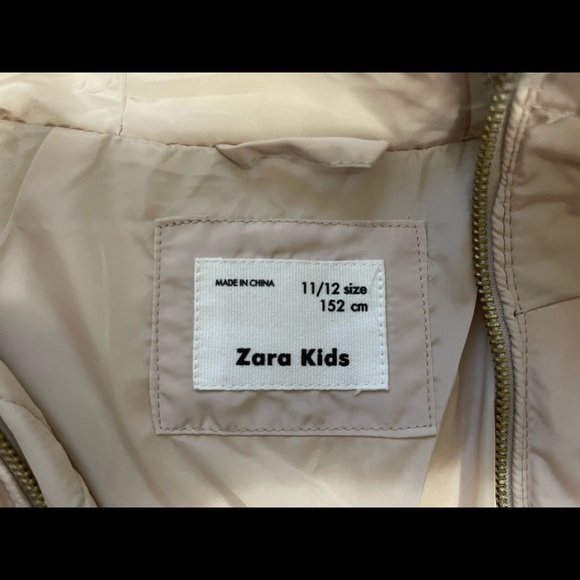 MADE IN CHINA
11/12 size
152 cm
Zara Kids